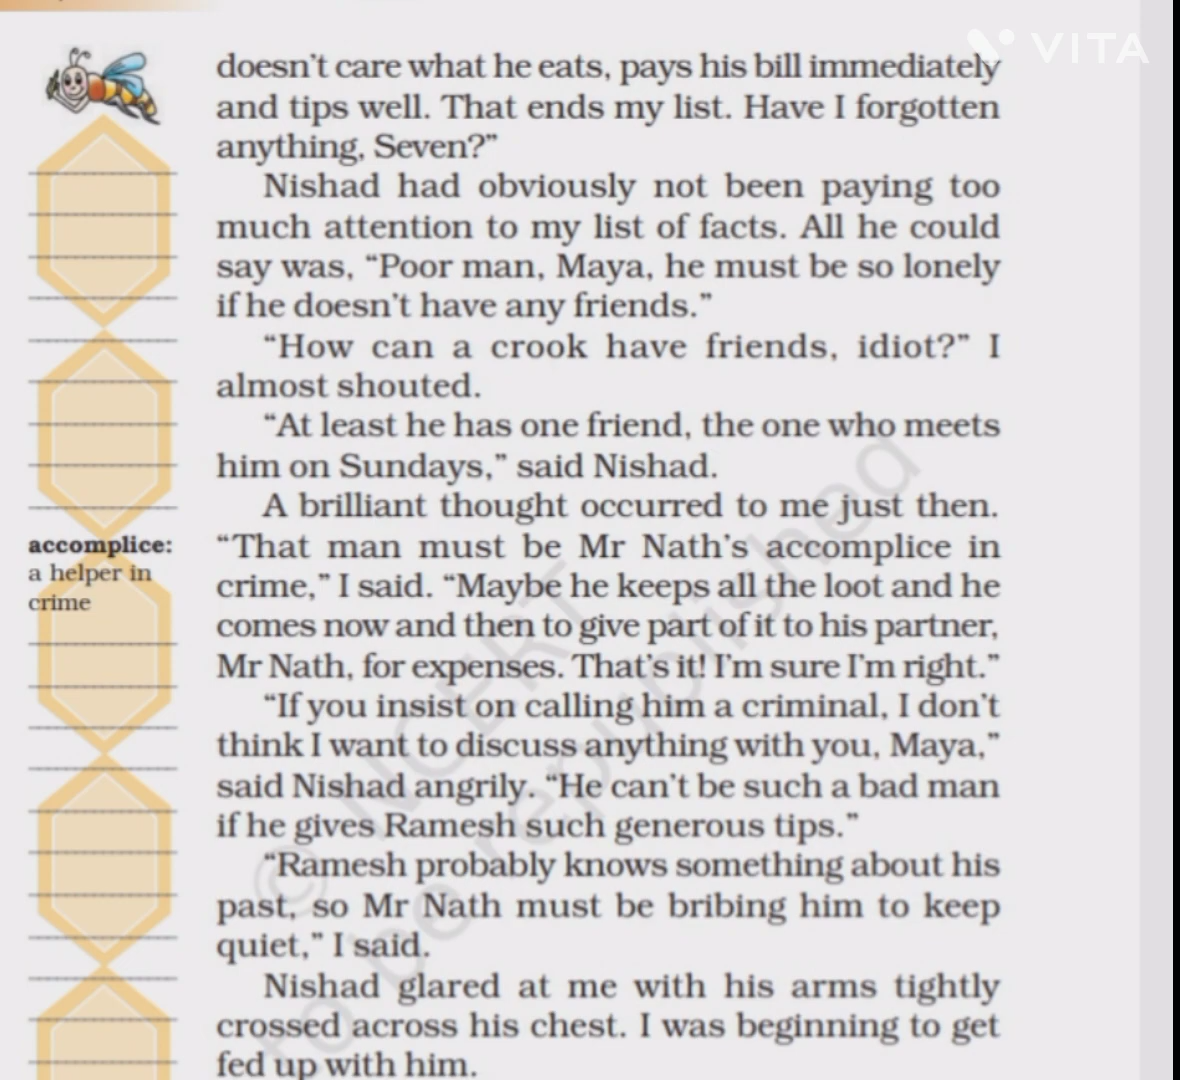 VITA
doesn't care what he eats, pays his bill immediately
and tips well. That ends my list. Have I forgotten
anything, Seven?”
Nishad had obviously not been paying too
much attention to my list of facts. All he could
say was, “Poor man, Maya, he must be so lonely
if he doesn't have any friends.”
“How can a crook have friends, idiot?” I
almost shouted.
“At least he has one friend, the one who meets
him on Sundays,” said Nishad.
A brilliant thought occurred to me just then.
“That man must be Mr Nath's accomplice in
crime,” I said. “Maybe he keeps all the loot and he
comes now and then to give part of it to his partner,
Mr Nath, for expenses. That's it! I'm sure I'm right.”
“If you insist on calling him a criminal, I don't
think I want to discuss anything with you, Maya,”
said Nishad angrily. “He can't be such a bad man
if he gives Ramesh such generous tips.”
“Ramesh probably knows something about his
past, so Mr Nath must be bribing him to keep
quiet,” I said.
Nishad glared at me with his arms tightly
crossed across his chest. I was beginning to get
fed up with him.
accomplice:
a helper in
crime
© NCERT
to be republished